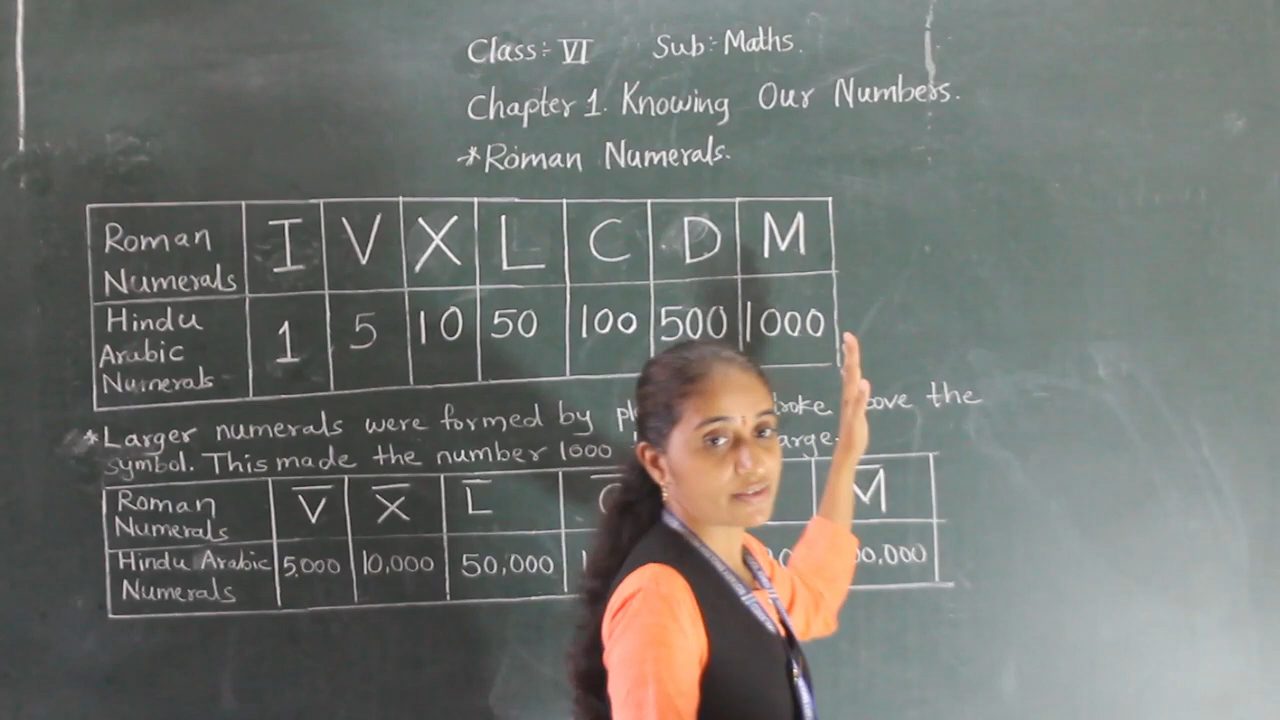 Class:- VI Sub:- Maths.
Chapter 1. Knowing Our Numbers.
*Roman Numerals.
Roman Numerals I V X L C D M
Hindu Arabic Numerals 1 5 10 50 100 500 1000
*Larger numerals were formed by the
symbol. This made the number 1000
Roman Numerals V̅ X̅ L̅ M̅
Hindu Arabic Numerals 5,000 10,000 50,000